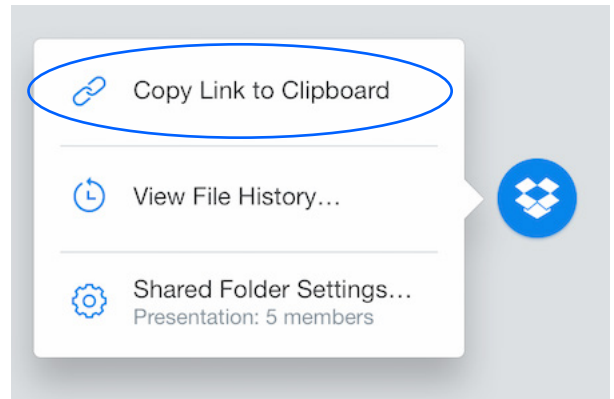 Copy Link to Clipboard
View File History...
Shared Folder Settings...
Presentation: 5 members